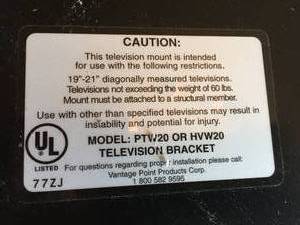 CAUTION:
This television mount is intended
for use with the following restrictions.
19"-21" diagonally measured televisions.
Televisions not exceeding the weight of 60 lbs.
Mount must be attached to a structural member.
Use with other than specified televisions may result in
instability and potential for injury.
MODEL: PTV20 OR HVW20
TELEVISION BRACKET
UL
LISTED
77ZJ
For questions regarding proper installation please call:
Vantage Point Products Corp.
1 800 582 9595